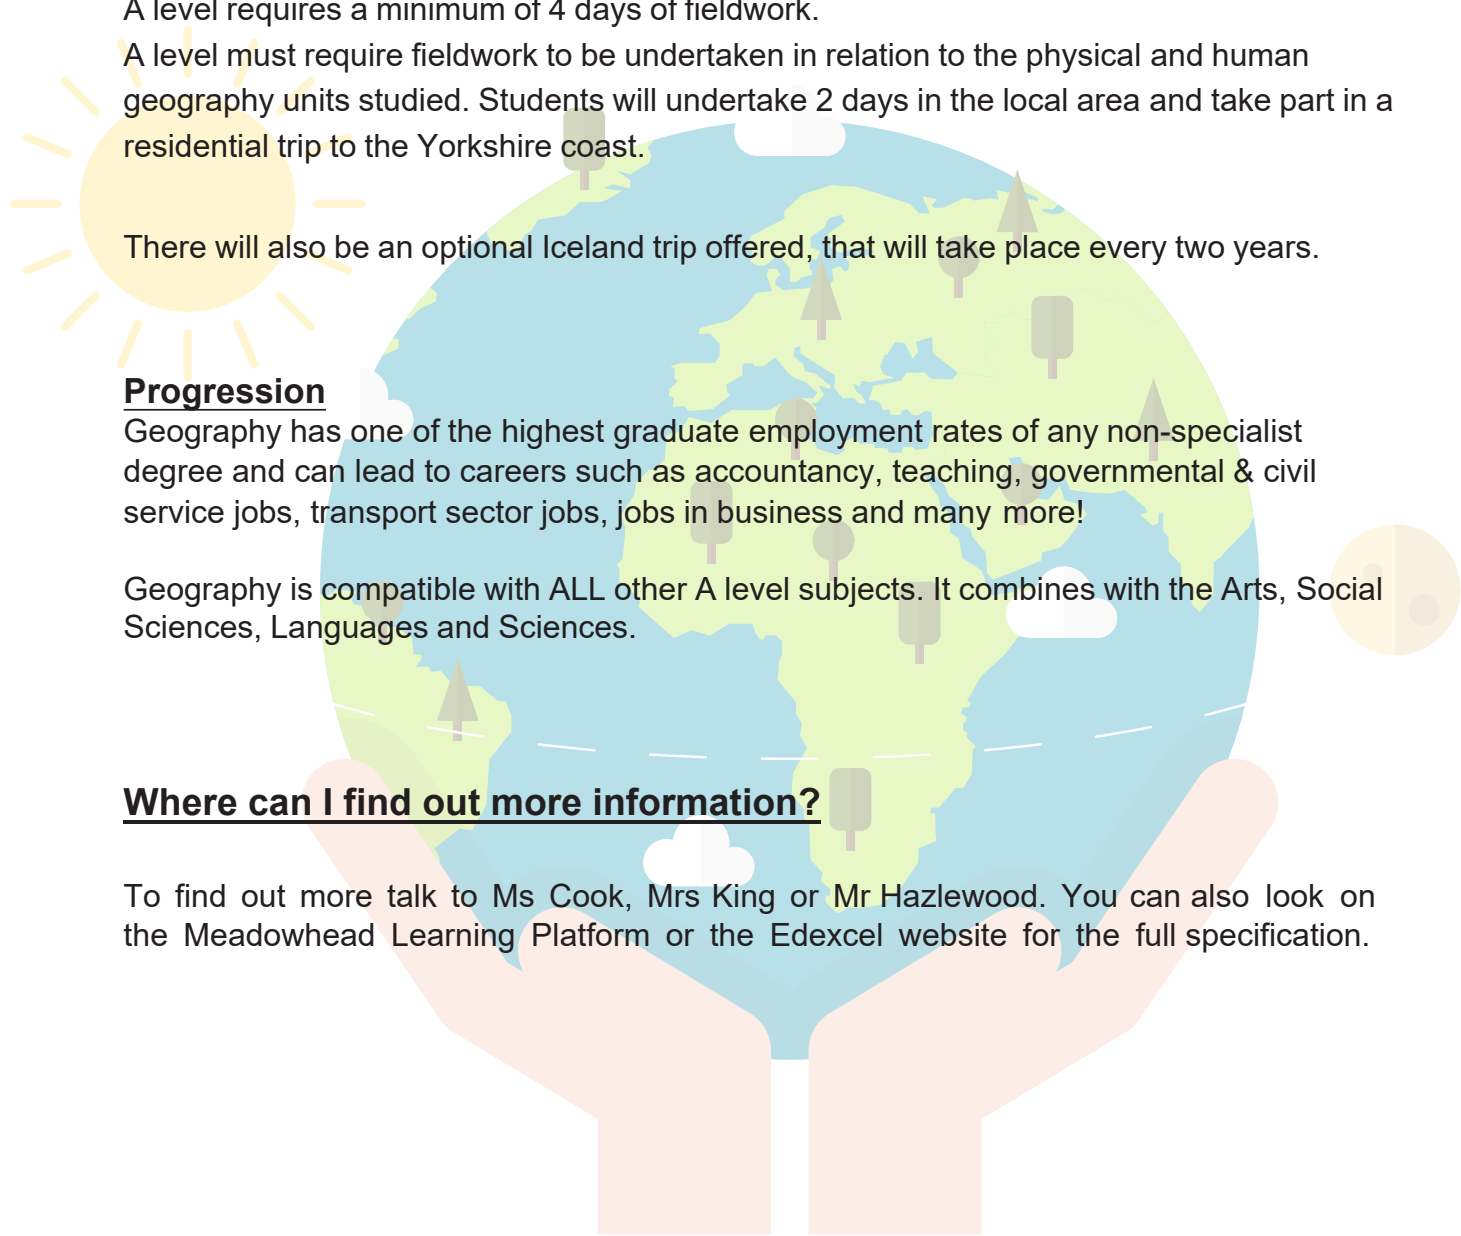 A level requires a minimum of 4 days of fieldwork.
A level must require fieldwork to be undertaken in relation to the physical and human
geography units studied. Students will undertake 2 days in the local area and take part in a
residential trip to the Yorkshire coast.
There will also be an optional Iceland trip offered, that will take place every two years.
Progression
Geography has one of the highest graduate employment rates of any non-specialist
degree and can lead to careers such as accountancy, teaching, governmental & civil
service jobs, transport sector jobs, jobs in business and many more!
Geography is compatible with ALL other A level subjects. It combines with the Arts, Social
Sciences, Languages and Sciences.
Where can I find out more information?
To find out more talk to Ms Cook, Mrs King or Mr Hazlewood. You can also look on
the Meadowhead Learning Platform or the Edexcel website for the full specification.